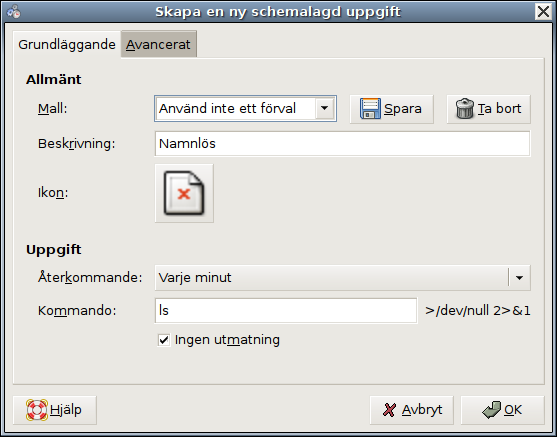 Skapa en ny schemalagd uppgift
Grundläggande Avancerat
Allmänt
Mall: Använd inte ett förval Spara Ta bort
Beskrivning: Namnlös
Ikon:
Uppgift
Återkommande: Varje minut
Kommando: ls >/dev/null 2>&1
Ingen utmatning
Hjälp Avbryt OK